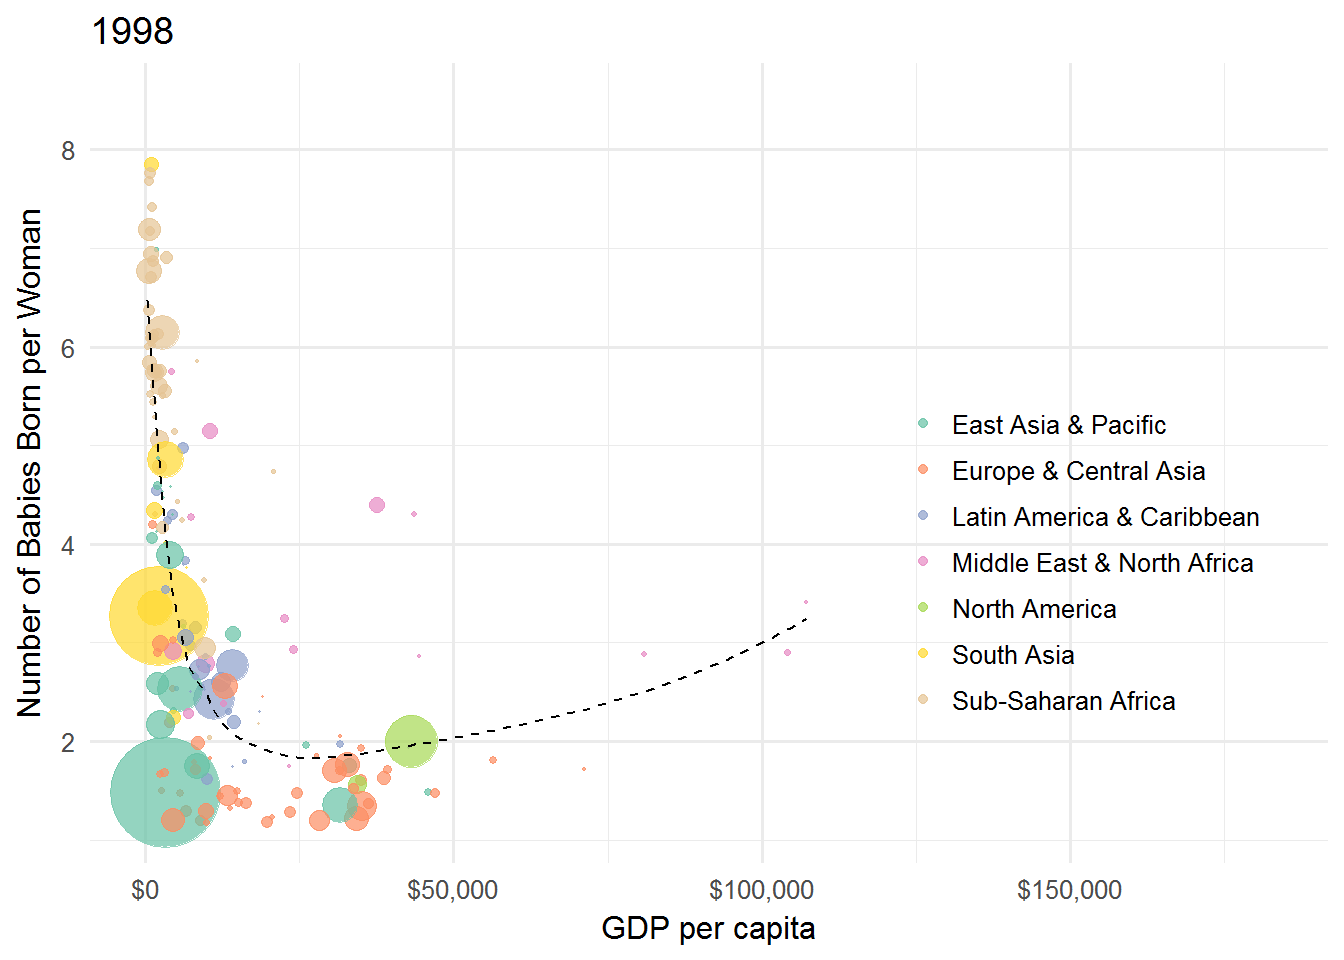 1998
Number of Babies Born per Woman
8
6
4
2
$0
$50,000
$100,000
$150,000
GDP per capita
East Asia & Pacific
Europe & Central Asia
Latin America & Caribbean
Middle East & North Africa
North America
South Asia
Sub-Saharan Africa